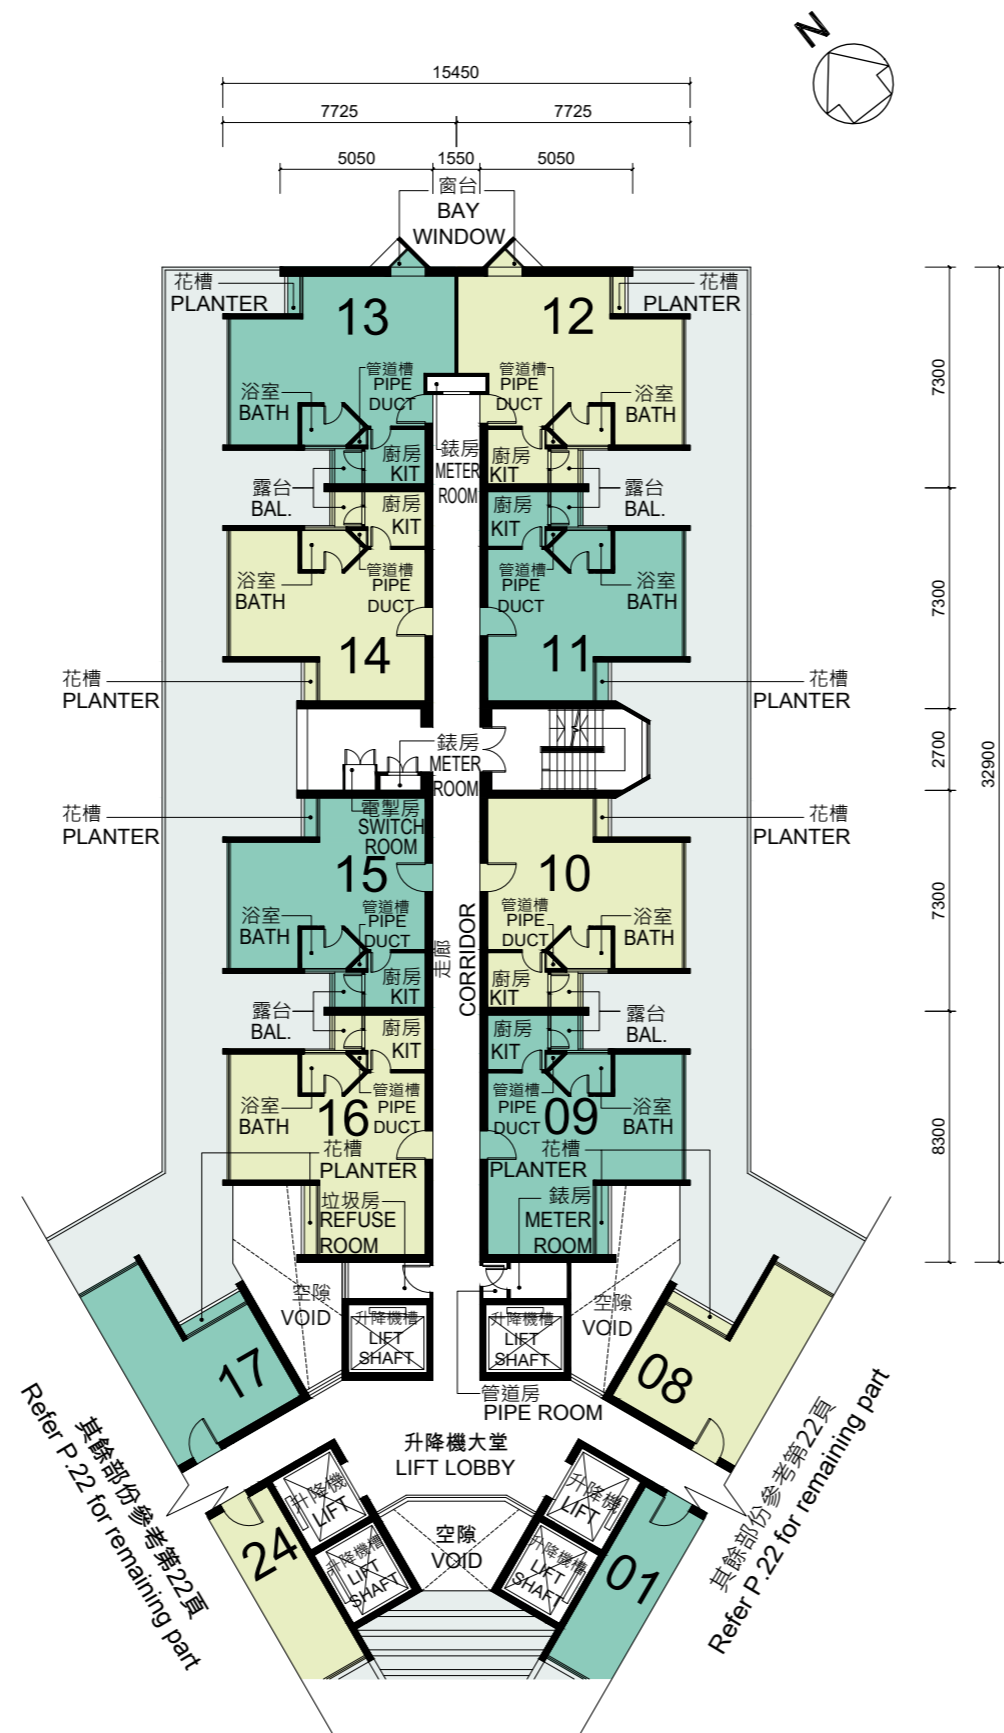 N
15450
7725
7725
5050
1550
5050
窗台
BAY
WINDOW
花槽
PLANTER
花槽
PLANTER
13
12
管道槽
PIPE
DUCT
管道槽
PIPE
DUCT
浴室
BATH
浴室
BATH
廚房
KIT
錶房
METER
ROOM
廚房
KIT
7300
露台
BAL.
露台
BAL.
廚房
KIT
廚房
KIT
浴室
BATH
管道槽
PIPE
DUCT
管道槽
PIPE
DUCT
浴室
BATH
7300
14
11
花槽
PLANTER
花槽
PLANTER
錶房
METER
ROOM
2700
32900
電掣房
SWITCH
ROOM
花槽
PLANTER
花槽
PLANTER
15
10
管道槽
PIPE
DUCT
管道槽
PIPE
DUCT
浴室
BATH
浴室
BATH
走廊
CORRIDOR
7300
廚房
KIT
廚房
KIT
露台
BAL.
露台
BAL.
廚房
KIT
廚房
KIT
浴室
BATH
管道槽
PIPE
DUCT
管道槽
PIPE
DUCT
浴室
BATH
16
09
8300
花槽
PLANTER
花槽
PLANTER
垃圾房
REFUSE
ROOM
錶房
METER
ROOM
空隙
VOID
空隙
VOID
升降機槽
LIFT
SHAFT
升降機槽
LIFT
SHAFT
17
08
管道房
PIPE ROOM
升降機大堂
LIFT LOBBY
其餘部份參考第22頁
Refer P.22 for remaining part
其餘部份參考第22頁
Refer P.22 for remaining part
升降機
LIFT
升降機
LIFT
空隙
VOID
升降機槽
LIFT
SHAFT
升降機槽
LIFT
SHAFT
24
01